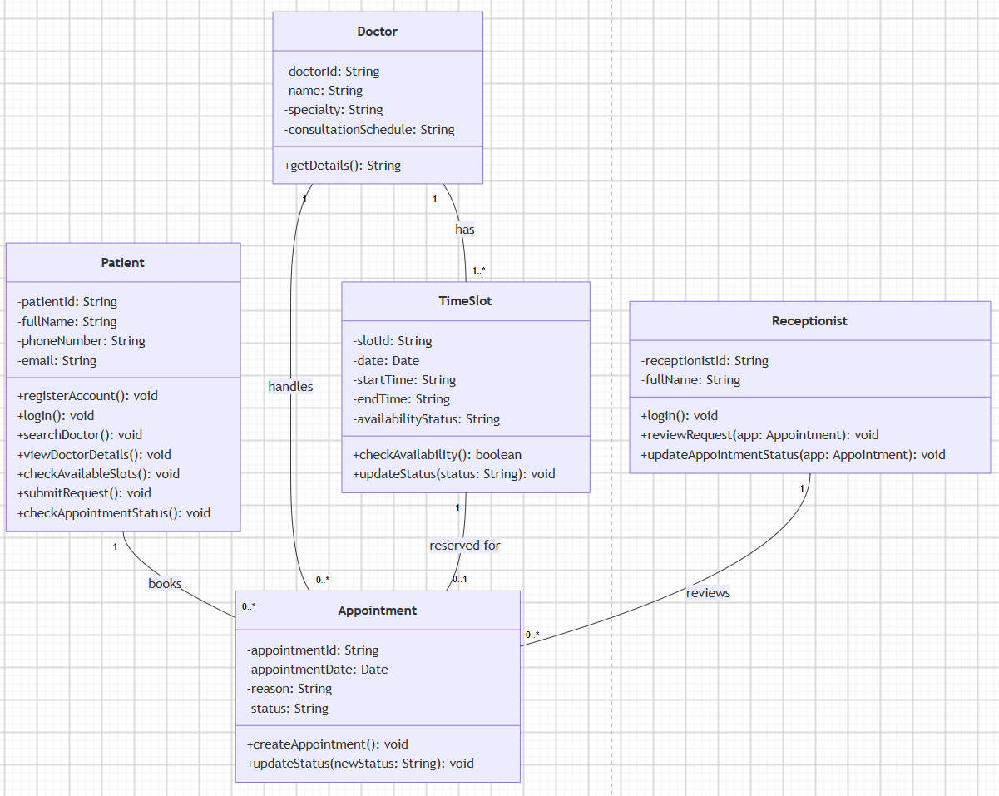 Doctor
-doctorId: String
-name: String
-specialty: String
-consultationSchedule: String
+getDetails(): String
1
1
has
1..*
Patient
-patientId: String
-fullName: String
-phoneNumber: String
-email: String
+registerAccount(): void
+login(): void
+searchDoctor(): void
+viewDoctorDetails(): void
+checkAvailableSlots(): void
+submitRequest(): void
+checkAppointmentStatus(): void
handles
TimeSlot
-slotId: String
-date: Date
-startTime: String
-endTime: String
-availabilityStatus: String
+checkAvailability(): boolean
+updateStatus(status: String): void
Receptionist
-receptionistId: String
-fullName: String
+login(): void
+reviewRequest(app: Appointment): void
+updateAppointmentStatus(app: Appointment): void
1
1
1
reserved for
books
0..*
0..1
reviews
0..*
0..*
Appointment
-appointmentId: String
-appointmentDate: Date
-reason: String
-status: String
+createAppointment(): void
+updateStatus(newStatus: String): void